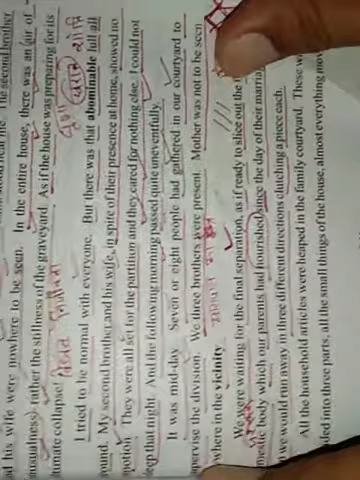 The second brother
nd his wife were nowhere to be seen. In the entire house, there was an (air of
nusualness) rather the stillness of the graveyard. As if the house was preparing for its
ltimate collapse!
I tried to be normal with everyone. But there was that abominable lull all
round. My second brother and his wife, in spite of their presence at home, showed no
motion. They were all set for the partition and they cared for nothing else. I could not
leep that night. And the following morning passed quite uneventfully.
It was mid-day. Seven or eight people had gathered in our courtyard to
upervise the division. We three brothers were present. Mother was not to be seen
where in the vicinity.
We were waiting for the final separation, as if ready to slice out the
body which our parents had flourished since the day of their marria
we would run away in three different directions clutching a piece each.
All the household articles were heaped in the family courtyard. These w
ided into three parts, all the small things of the house, almost everything mov